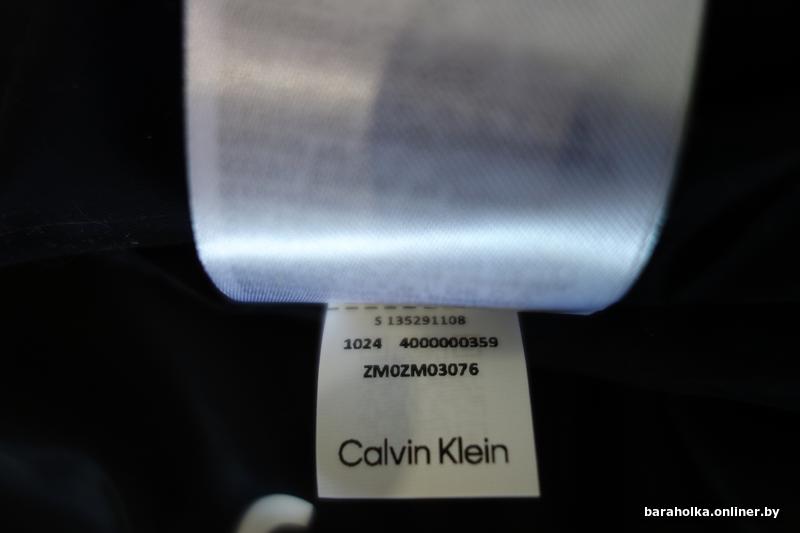 S 135291108
1024 4000000359
ZM0ZM03076
Calvin Klein
baraholka.onliner.by